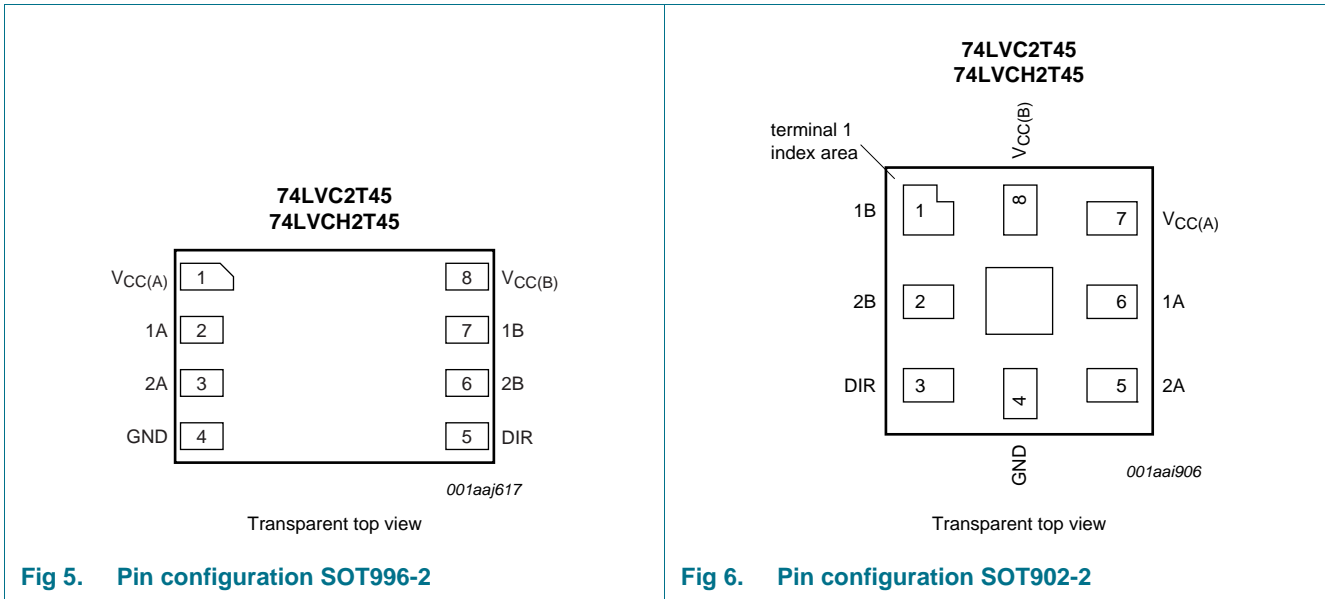 74LVC2T45
74LVCH2T45
VCC(A) 1 8 VCC(B)
1A 2 7 1B
2A 3 6 2B
GND 4 5 DIR
001aaj617
Transparent top view
Fig 5. Pin configuration SOT996-2
74LVC2T45
74LVCH2T45
terminal 1
index area
VCC(B)
1B 1 8 7 VCC(A)
2B 2 6 1A
DIR 3 4 5 2A
GND
001aai906
Transparent top view
Fig 6. Pin configuration SOT902-2